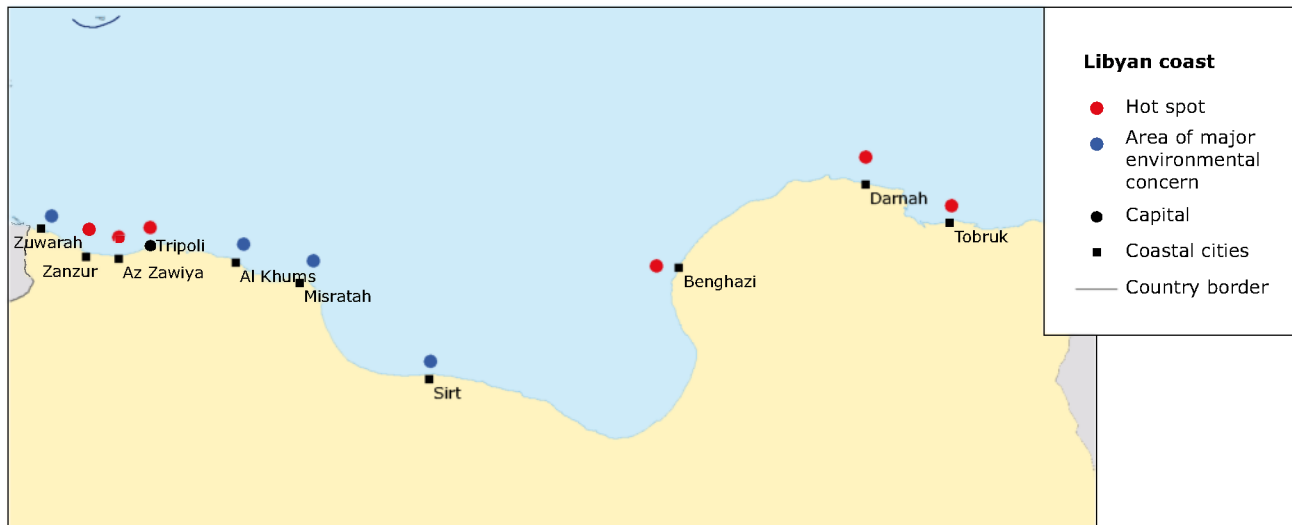 Libyan coast
Hot spot
Area of major
environmental
concern
Capital
Coastal cities
Country border
Darnah
Tobruk
Zuwarah
Tripoli
Zanzur
Az Zawiya
Al Khums
Misratah
Benghazi
Sirt